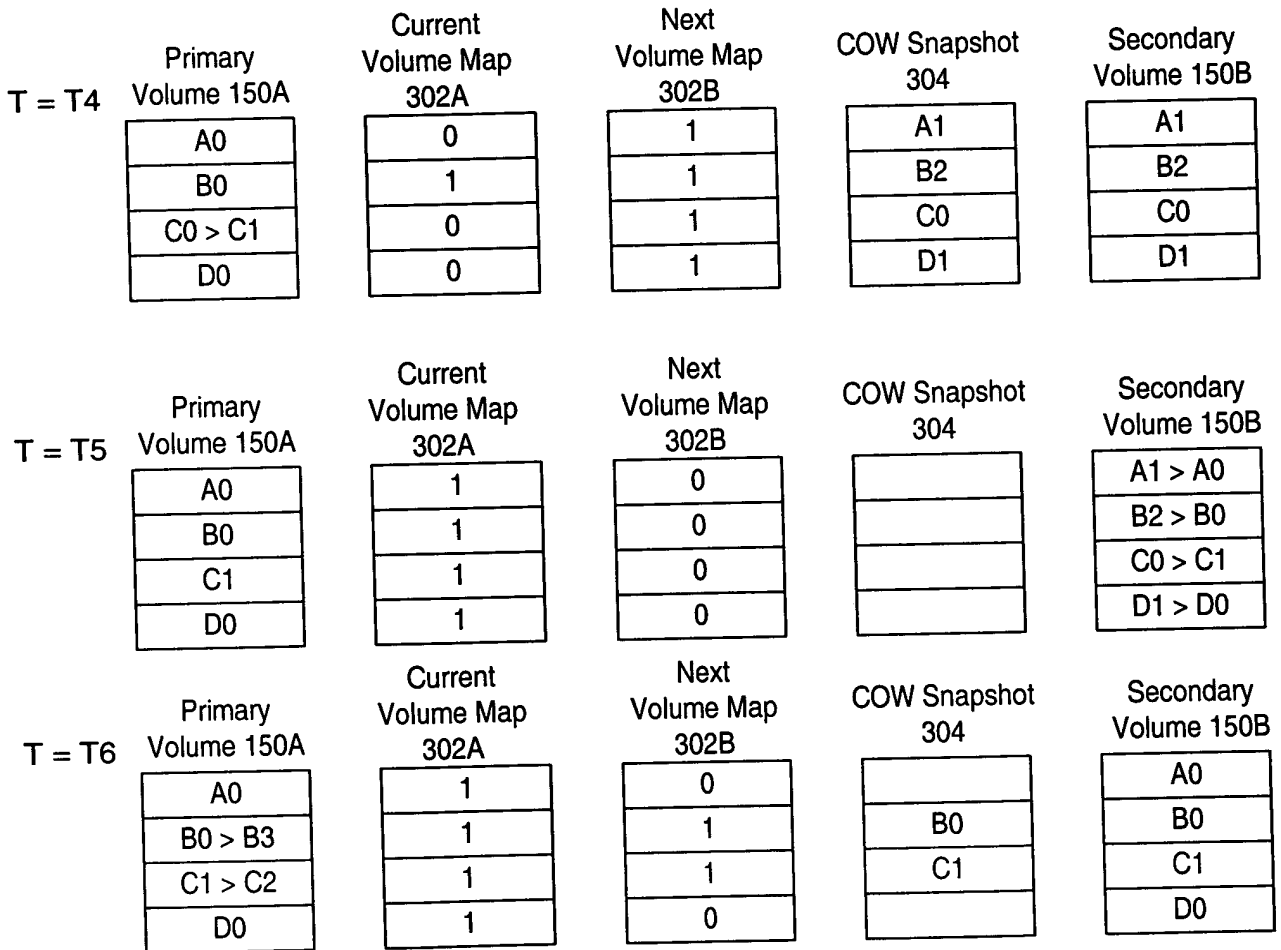 T = T4
Primary
Volume 150A
Current
Volume Map
302A
Next
Volume Map
302B
COW Snapshot
304
Secondary
Volume 150B
A0 0 1 A1 A1
B0 1 1 B2 B2
C0 > C1 0 1 C0 C0
D0 0 1 D1 D1
T = T5
Primary
Volume 150A
Current
Volume Map
302A
Next
Volume Map
302B
COW Snapshot
304
Secondary
Volume 150B
A0 1 0 A1 > A0
B0 1 0 B2 > B0
C1 1 0 C0 > C1
D0 1 0 D1 > D0
T = T6
Primary
Volume 150A
Current
Volume Map
302A
Next
Volume Map
302B
COW Snapshot
304
Secondary
Volume 150B
A0 1 0 A0
B0 > B3 1 1 B0 B0
C1 > C2 1 1 C1 C1
D0 1 0 D0